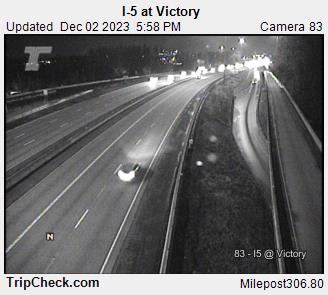 I-5 at Victory
Updated Dec 02 2023 5:58 PM Camera 83
T
N
83 - I5 @ Victory
TripCheck.com Milepost306.80